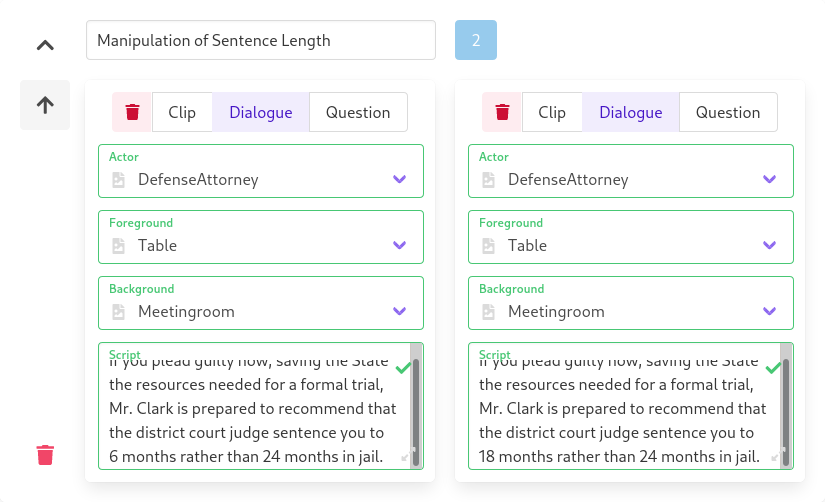 Manipulation of Sentence Length
2
Clip
Dialogue
Question
Actor
DefenseAttorney
Foreground
Table
Background
Meetingroom
Script
If you plead guilty now, saving the State
the resources needed for a formal trial,
Mr. Clark is prepared to recommend that
the district court judge sentence you to
6 months rather than 24 months in jail.
Clip
Dialogue
Question
Actor
DefenseAttorney
Foreground
Table
Background
Meetingroom
Script
If you plead guilty now, saving the State
the resources needed for a formal trial,
Mr. Clark is prepared to recommend that
the district court judge sentence you to
18 months rather than 24 months in jail.